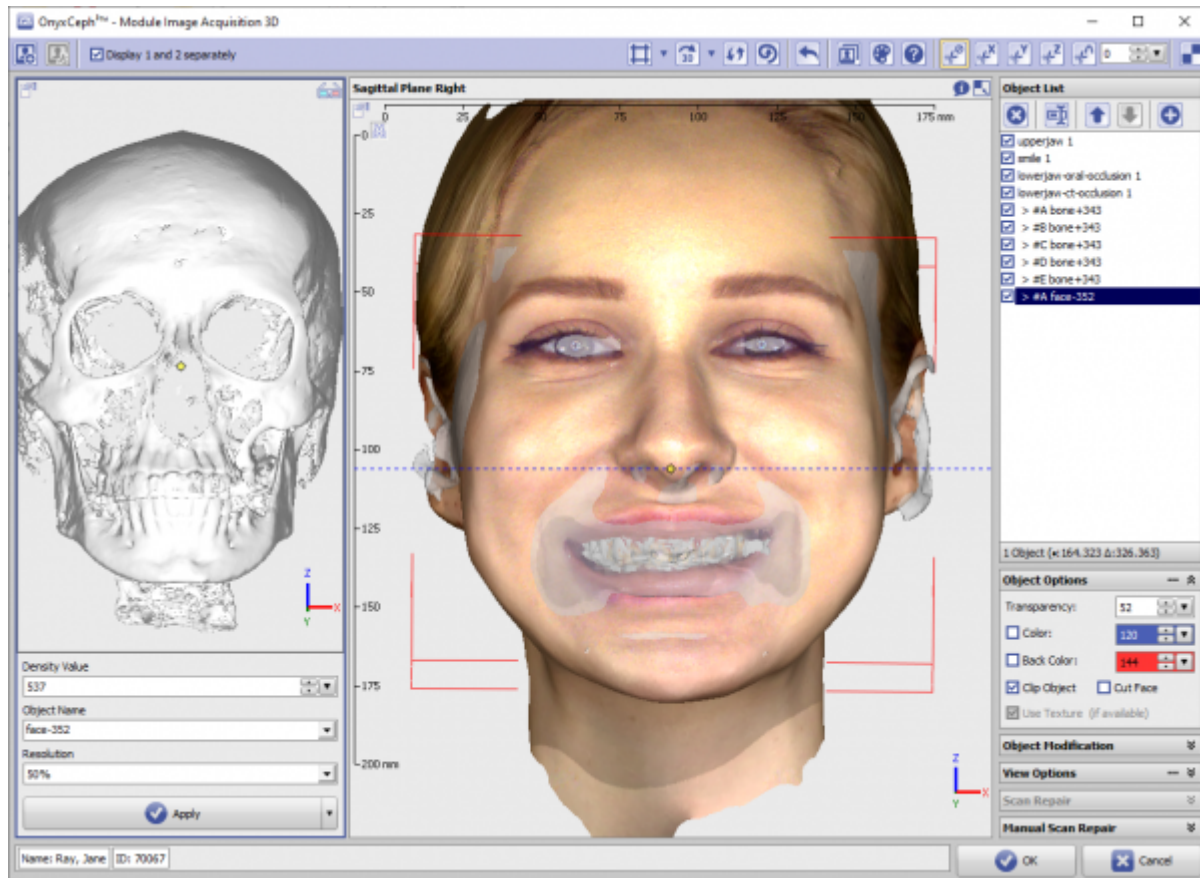 OnyxCeph³™ - Module Image Acquisition 3D
Display 1 and 2 separately
0
Sagittal Plane Right
0 25 75 100 125 175 mm
0
25
50
75
100
125
150
175
200 mm
Z
X
Y
Z
X
Y
Density Value
537
Object Name
face-352
Resolution
50%
Apply
Object List
upperjaw 1
smile 1
lowerjaw-oral-occlusion 1
lowerjaw-ct-occlusion 1
> #A bone+343
> #B bone+343
> #C bone+343
> #D bone+343
> #E bone+343
> #A face-352
1 Object (•:164.323 Δ:326.363)
Object Options
Transparency: 52
Color: 120
Back Color: 144
Clip Object Cut Face
Use Texture (if available)
Object Modification
View Options
Scan Repair
Manual Scan Repair
Name: Ray, Jane ID: 70067
OK Cancel